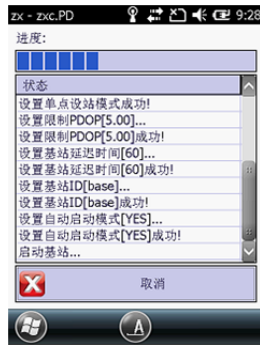 zx - zxc.PD
9:28
进度:
状态
设置单点设站模式成功!
设置限制PDOP[5.00]...
设置限制PDOP[5.00]成功!
设置基站延迟时间[60]...
设置基站延迟时间[60]成功!
设置基站ID[base]...
设置基站ID[base]成功!
设置自动启动模式[YES]...
设置自动启动模式[YES]成功!
启动基站...
取消
A